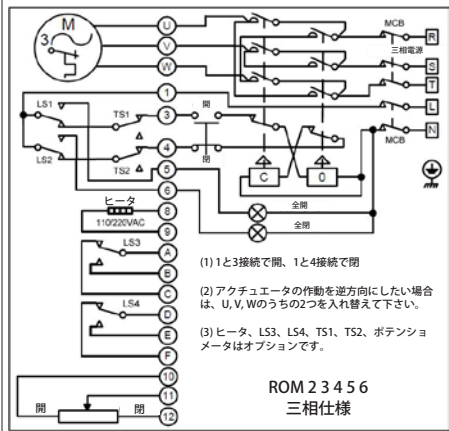 M
3
U
V
W
MCB
R
三相電源
S
T
L
N
MCB
1
LS1
TS1
3
開
4
閉
LS2
TS2
5
6
C
0
全開
全閉
ヒータ
110/220VAC
8
9
LS3
A
B
C
LS4
D
E
F
10
11
12
開
閉
(1) 1と3接続で開、1と4接続で閉
(2) アクチュエータの作動を逆方向にしたい場合
は、U, V, Wのうちの2つを入れ替えて下さい。
(3) ヒータ、LS3、LS4、TS1、TS2、ポテンショ
メータはオプションです。
ROM 2 3 4 5 6
三相仕様